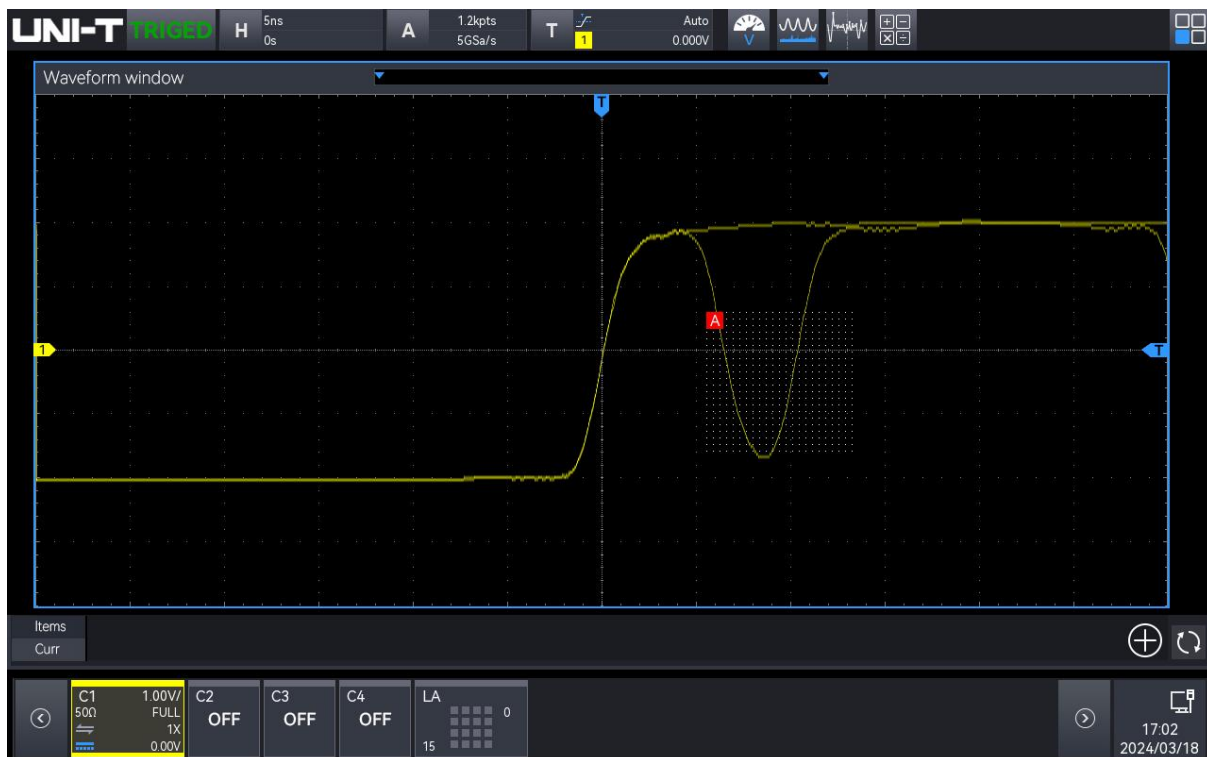 UNI-T TRIGED H 5ns A 1.2kpts T Auto
0s 5GSa/s 1 0.000V
V
Waveform window
T
A
1 T
Items
Curr
C1 1.00V/ C2 C3 C4 LA
50Ω FULL OFF OFF OFF 0
1X
0.00V 15
17:02
2024/03/18